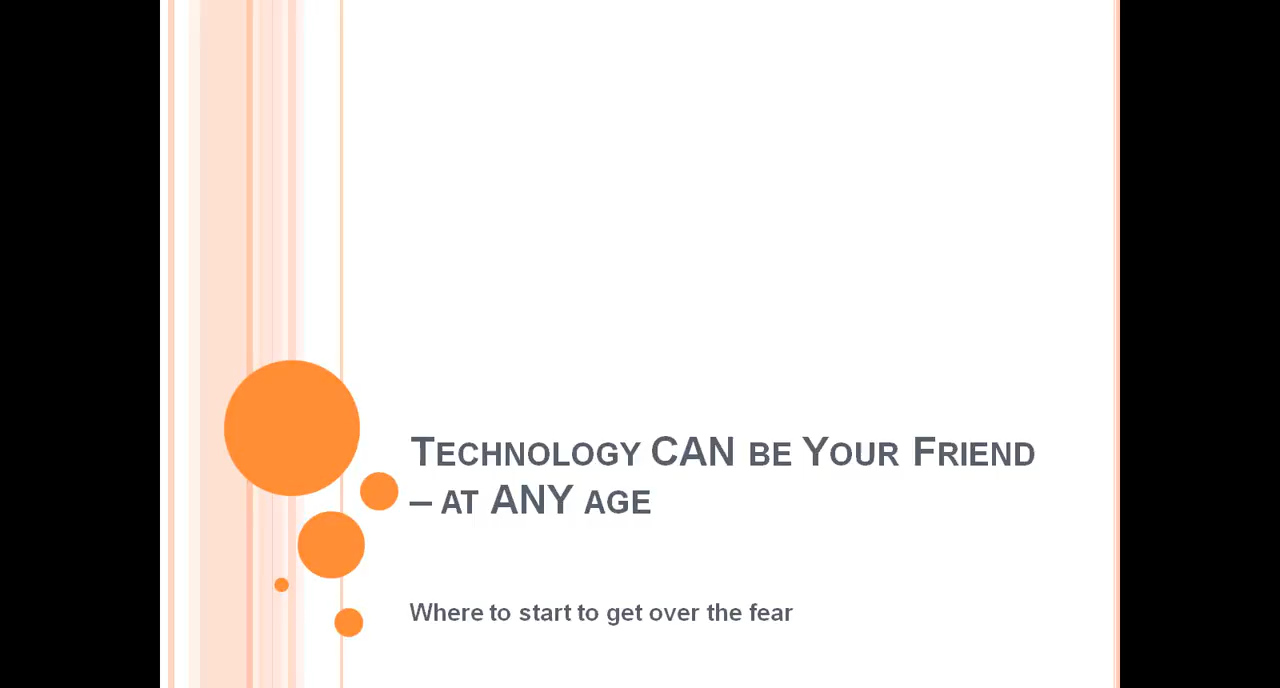 Technology CAN be Your Friend
– at ANY age
Where to start to get over the fear